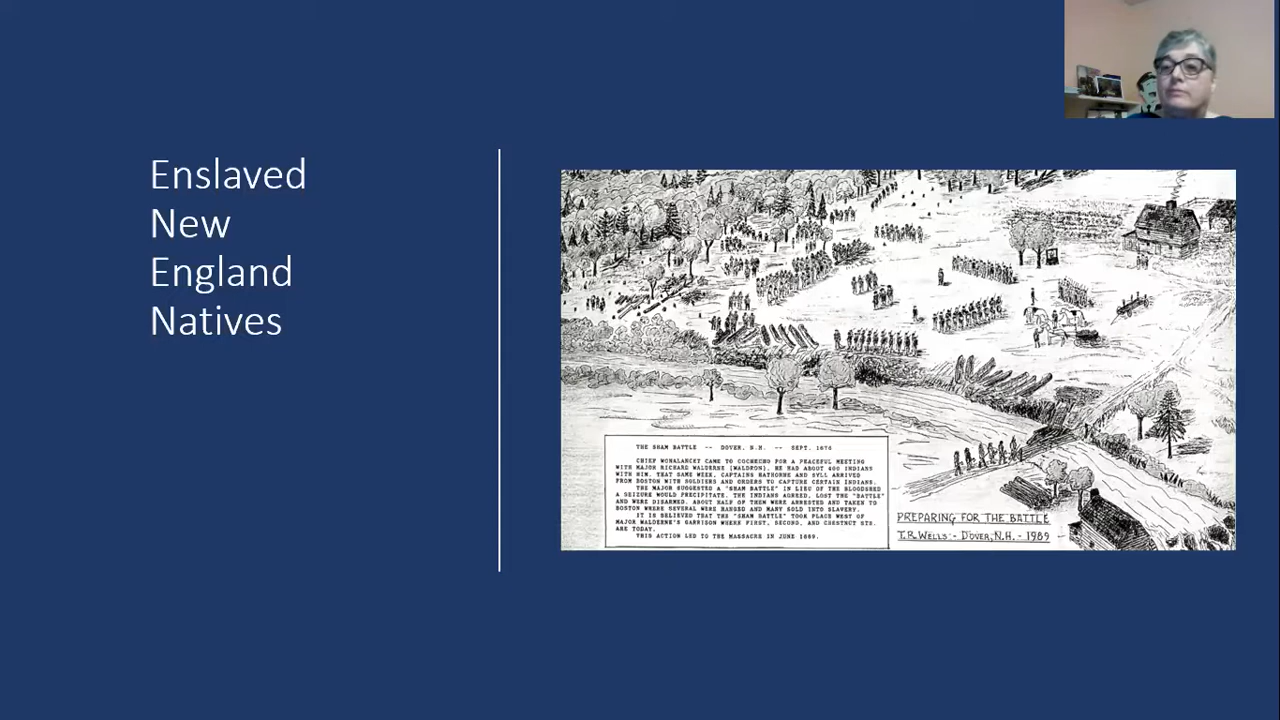 Enslaved
New
England
Natives
THE SHAM BATTLE -- DOVER, N.H. -- SEPT. 1676
CHIEF WONALANCET CAME TO COCHECHO FOR A PEACEFUL MEETING
WITH MAJOR RICHARD WALDERNE (WALDRON). HE HAD ABOUT 400 INDIANS
WITH HIM. THAT SAME WEEK, CAPTAINS HATHORNE AND SYLL ARRIVED
FROM BOSTON WITH SOLDIERS AND ORDERS TO CAPTURE CERTAIN INDIANS.
THE MAJOR SUGGESTED A "SHAM BATTLE" IN LIEU OF THE BLOODSHED
A SEIZURE WOULD PRECIPITATE. THE INDIANS AGREED, LOST THE "BATTLE"
AND WERE DISARMED. ABOUT HALF OF THEM WERE ARRESTED AND TAKEN TO
BOSTON WHERE SEVERAL WERE HANGED AND MANY SOLD INTO SLAVERY.
IT IS BELIEVED THAT THE "SHAM BATTLE" TOOK PLACE WEST OF
MAJOR WALDERNE'S GARRISON WHERE FIRST, SECOND, AND CHESTNUT STS.
ARE TODAY.
THIS ACTION LED TO THE MASSACRE IN JUNE 1689.
PREPARING FOR THE BATTLE
T.R. WELLS - DOVER, N.H. - 1989